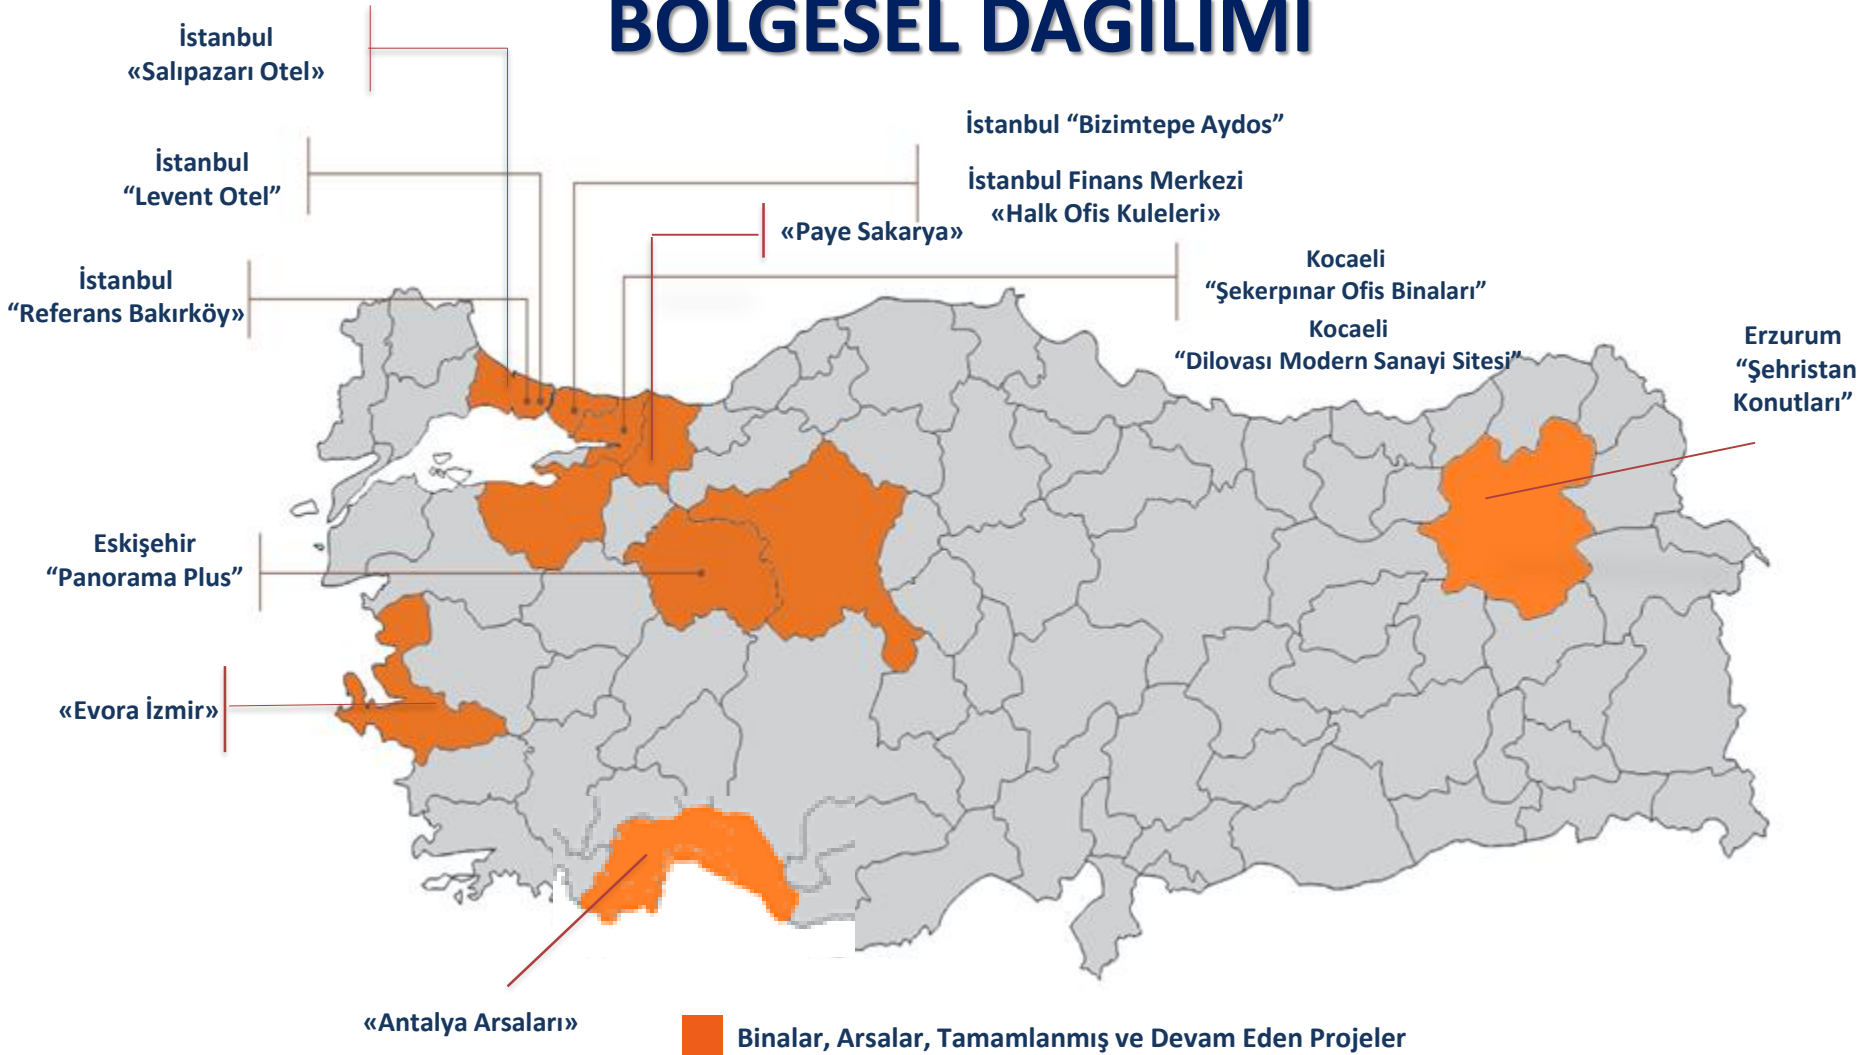 BÖLGESEL DAĞILIMI
İstanbul
«Salıpazarı Otel»
İstanbul “Bizimtepe Aydos”
İstanbul
“Levent Otel”
İstanbul Finans Merkezi
«Halk Ofis Kuleleri»
«Paye Sakarya»
İstanbul
“Referans Bakırköy»
Kocaeli
“Şekerpınar Ofis Binaları”
Kocaeli
“Dilovası Modern Sanayi Sitesi”
Erzurum
“Şehristan
Konutları”
Eskişehir
“Panorama Plus”
«Evora İzmir»
«Antalya Arsaları»
Binalar, Arsalar, Tamamlanmış ve Devam Eden Projeler